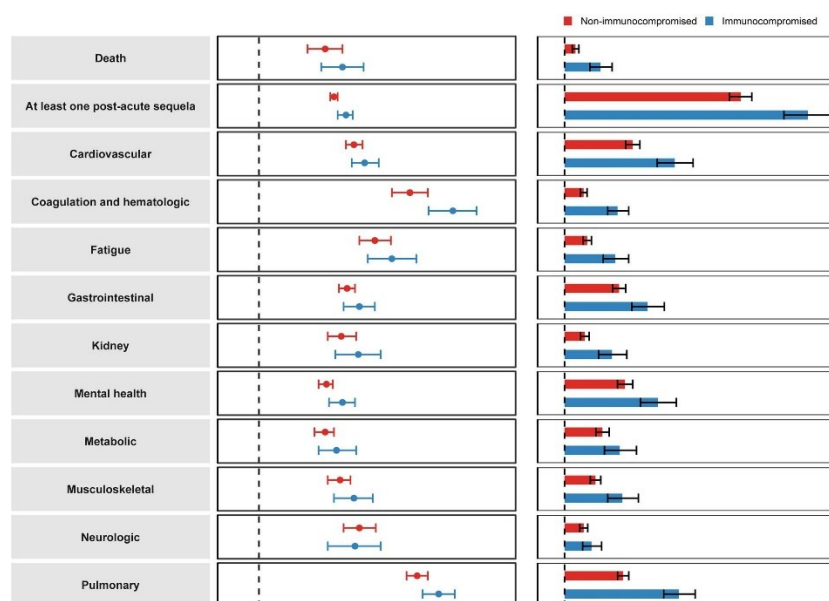 Non-immunocompromised Immunocompromised
Death
At least one post-acute sequela
Cardiovascular
Coagulation and hematologic
Fatigue
Gastrointestinal
Kidney
Mental health
Metabolic
Musculoskeletal
Neurologic
Pulmonary